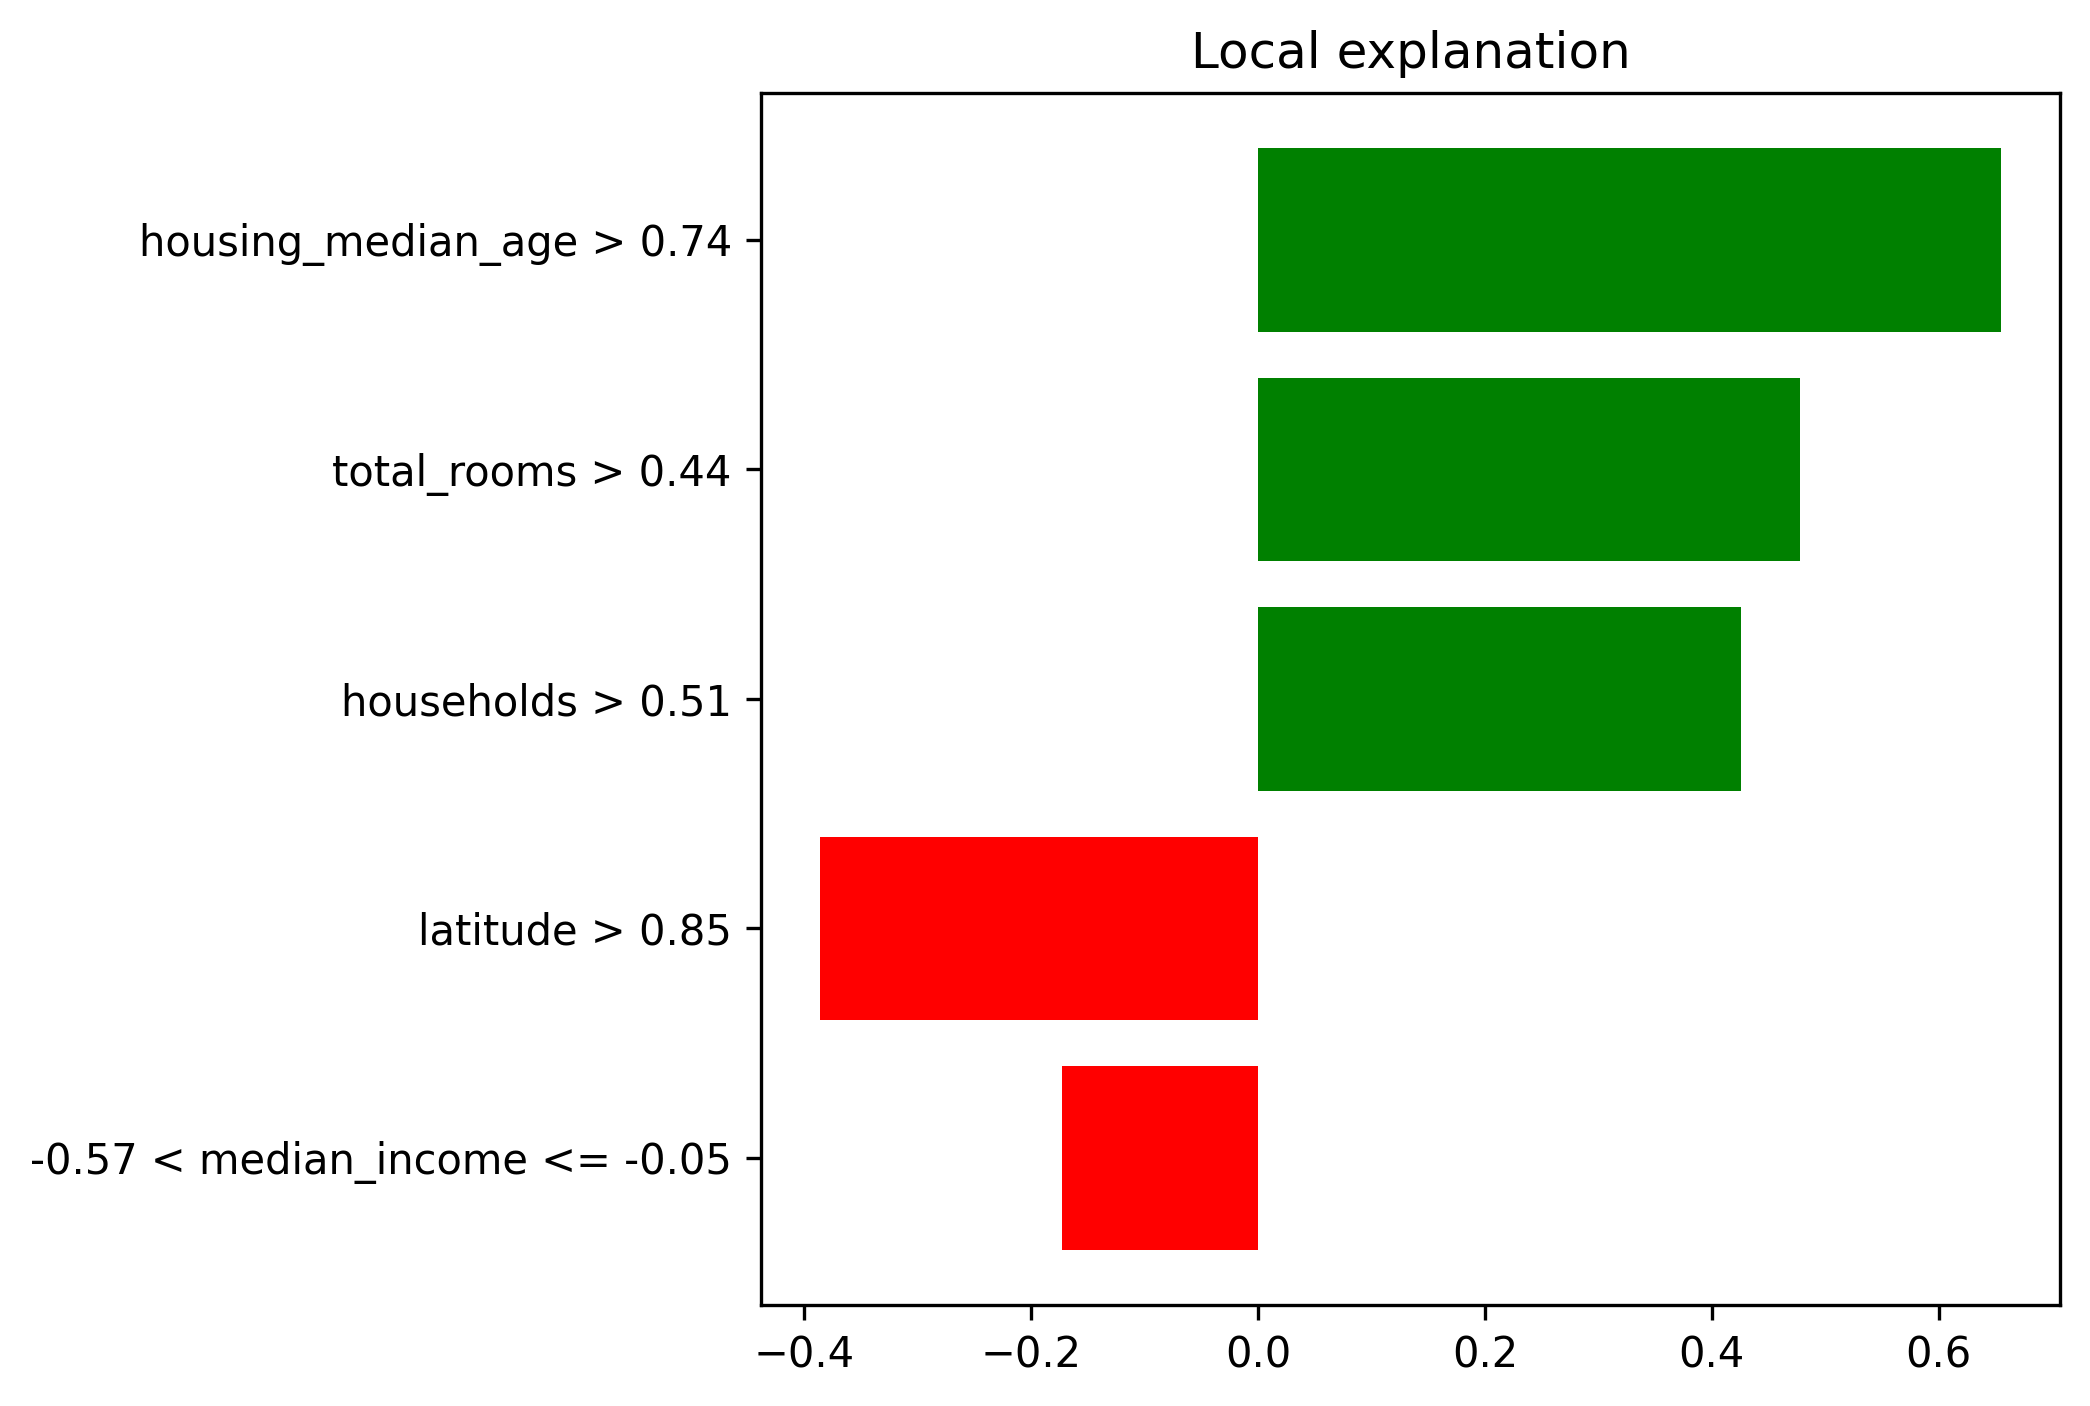 Local explanation
housing_median_age > 0.74
total_rooms > 0.44
households > 0.51
latitude > 0.85
-0.57 < median_income <= -0.05
−0.4 −0.2 0.0 0.2 0.4 0.6